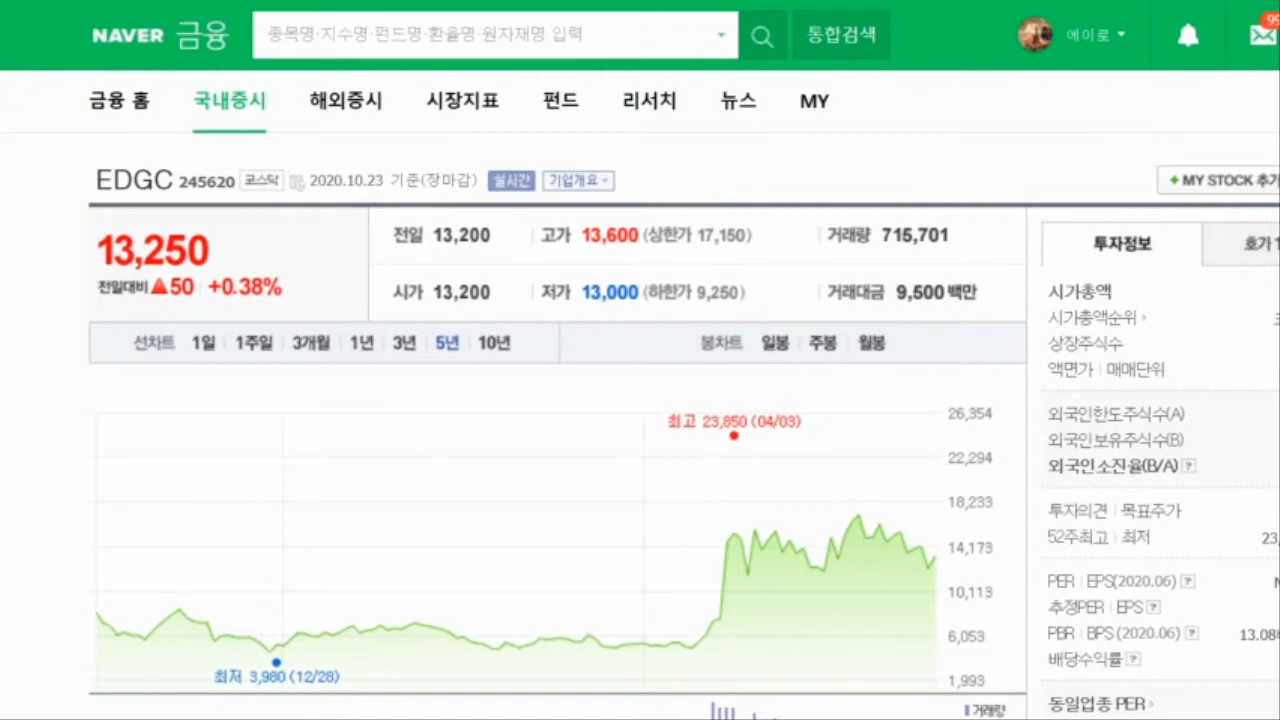 NAVER 금융 종목명·지수명·펀드명·환율명·원자재명 입력 통합검색 에이로 99
금융 홈 국내증시 해외증시 시장지표 펀드 리서치 뉴스 MY
EDGC 245620 코스닥 2020.10.23 기준(장마감) 실시간 기업개요 + MY STOCK 추가
13,250
전일대비 ▲50 +0.38%
전일 13,200 고가 13,600 (상한가 17,150) 거래량 715,701
시가 13,200 저가 13,000 (하한가 9,250) 거래대금 9,500 백만
선차트 1일 1주일 3개월 1년 3년 5년 10년 봉차트 일봉 주봉 월봉
최고 23,850 (04/03)
최저 3,980 (12/28)
26,354
22,294
18,233
14,173
10,113
6,053
1,993
거래량
투자정보 호가
시가총액
시가총액순위
상장주식수
액면가 매매단위
외국인한도주식수(A)
외국인보유주식수(B)
외국인소진율(B/A) ?
투자의견 목표주가
52주최고 최저 23,
PER EPS(2020.06) ?
추정PER EPS ?
PBR BPS (2020.06) ? 13.08
배당수익률 ?
동일업종 PER